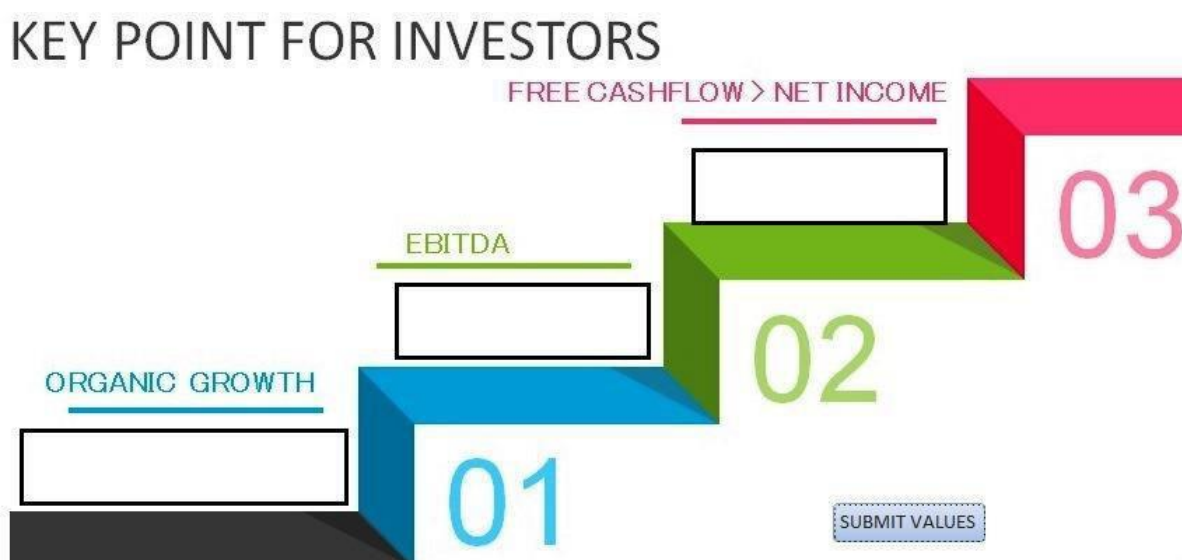 KEY POINT FOR INVESTORS
FREE CASHFLOW > NET INCOME
03
EBITDA
02
ORGANIC GROWTH
01
SUBMIT VALUES